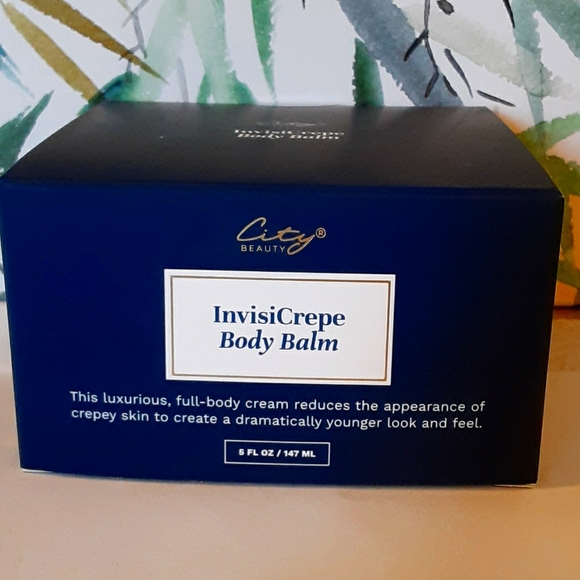 InvisiCrepe
Body Balm
City®
BEAUTY
InvisiCrepe
Body Balm
This luxurious, full-body cream reduces the appearance of
crepey skin to create a dramatically younger look and feel.
5 FL OZ / 147 ML